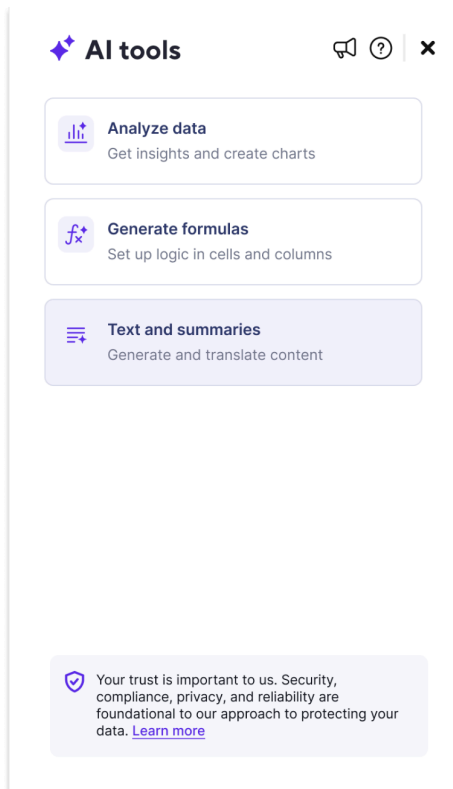 AI tools
Analyze data
Get insights and create charts
Generate formulas
Set up logic in cells and columns
Text and summaries
Generate and translate content
Your trust is important to us. Security,
compliance, privacy, and reliability are
foundational to our approach to protecting your
data. Learn more